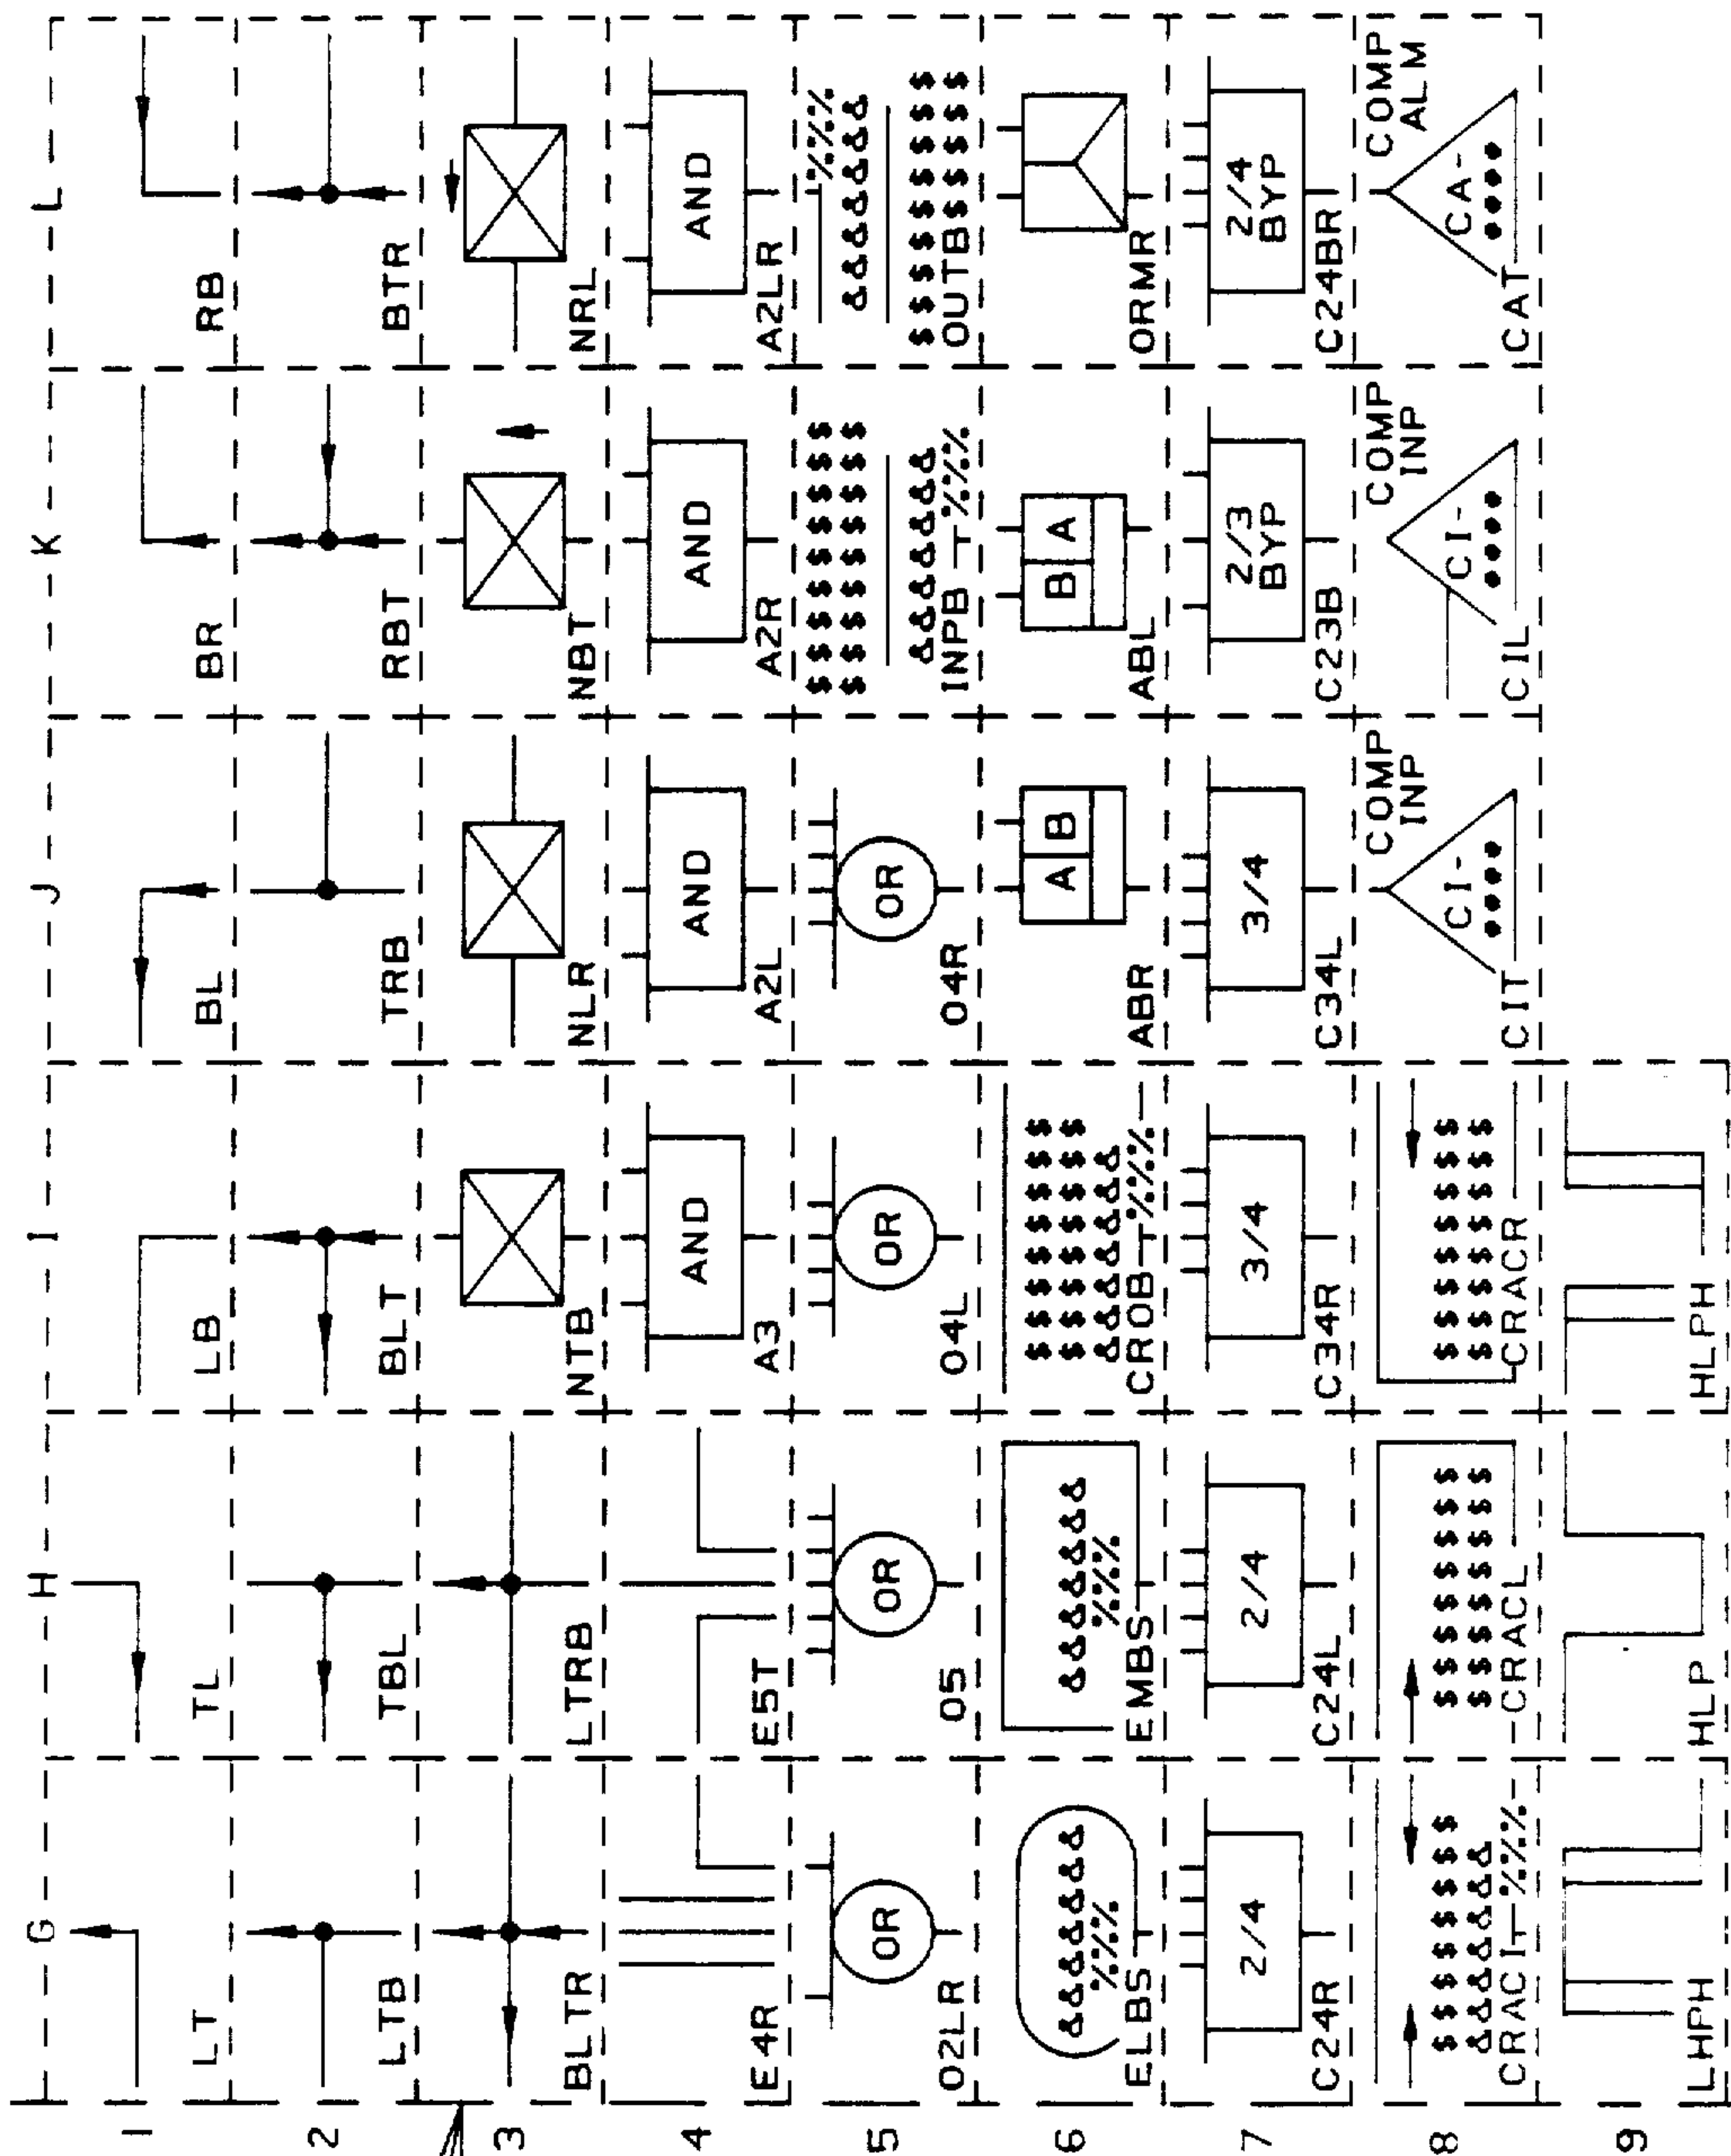 G H I J K L
1 LT TL LB BL BR RB
2 LTB TBL BLT TRB RBT BTR
3 BLTR LTRB NTB NLR NBT NRL
AND AND AND AND
4 E4R E5T A3 A2L A2R A2LR
$$$$$$$$$$ %%%%
$$$$$$$$$$ &&&&&&&&
OR OR OR OR
&&&&&&&& $$$$$$$$$$
5 O2LR O5 O4L O4R INPB %%%% OUTB $$$$$$$$
$$$$$$$$$
&&&&&&&& &&&&&&&& $$$$$$$$$ A B B A
%%%% %%%% &&&&&&&&
6 ELBS EMBS CROB %%%% ABR ABL ORMR
2/4 2/4 3/4 3/4 2/3 2/4
BYP BYP
7 C24R C24L C34R C34L C23B C24BR
COMP COMP COMP
INP INP ALM
$$$$$$$$$ $$$$$$$$$ $$$$$$$$$ CI- CI- CA-
&&&&&&&& $$$$$$$$$ $$$$$$$$$
8 CRACI %%%% CRACL CRACR CIT CIL CAT
9 LHPH HLP HLPH